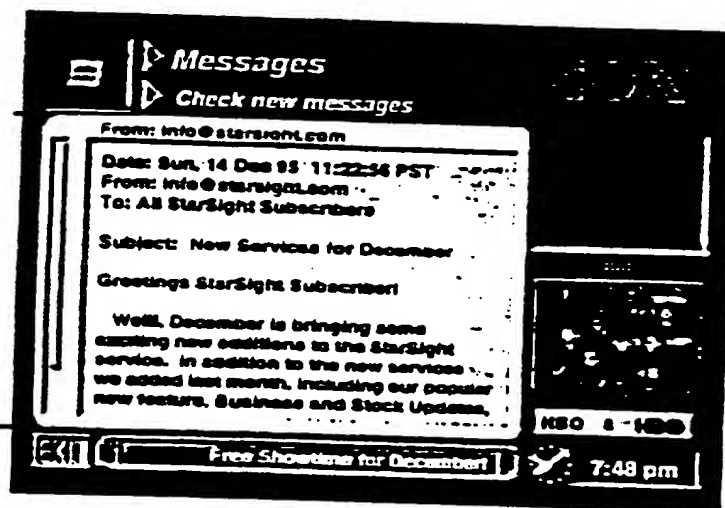 Messages
Check new messages
From: info@starsight.com
Date: Sun, 14 Dec 95 11:22:56 PST
From: info@starsight.com
To: All StarSight Subscribers
Subject: New Services for December
Greetings StarSight Subscriber!
Well, December is bringing some
exciting new additions to the StarSight
service. In addition to the new services
we added last month, including our popular
new feature, Business and Stock Updates,
HBO
HBO
EXIT
Free Showtime for December!
7:48 pm